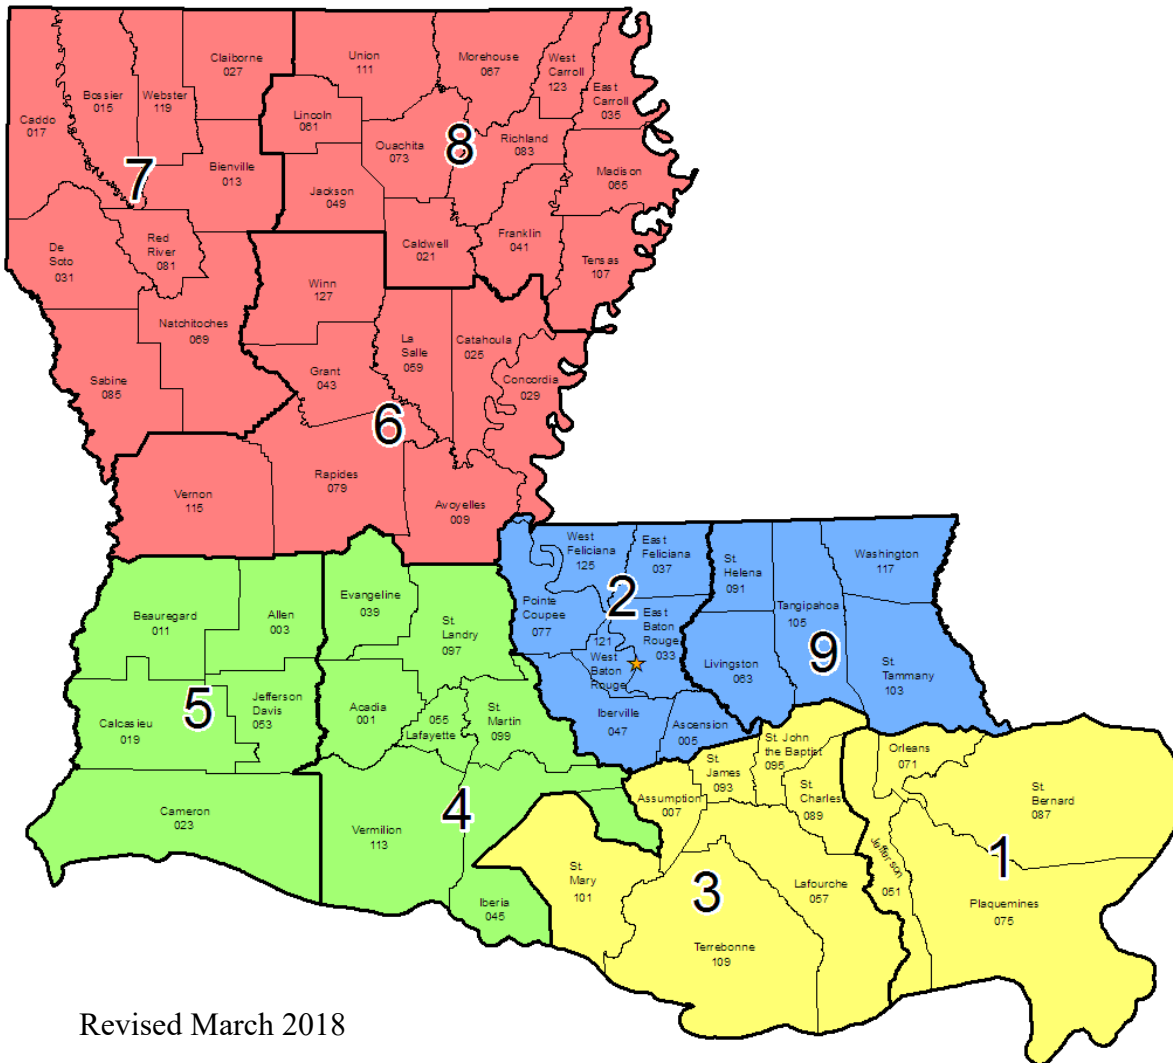 Claiborne
027
Union
111
Morehouse
067
West
Carroll
123
East
Carroll
035
Bossier
015
Webster
119
Caddo
017
Lincoln
061
Ouachita
073
8
Richland
083
Madison
065
7
Bienville
013
Jackson
049
Caldwell
021
Franklin
041
Tensas
107
De
Soto
031
Red
River
081
Winn
127
Natchitoches
069
La
Salle
059
Catahoula
025
Concordia
029
Sabine
085
Grant
043
6
Rapides
079
Vernon
115
Avoyelles
009
West
Feliciana
125
East
Feliciana
037
St.
Helena
091
Washington
117
Beauregard
011
Allen
003
Evangeline
039
St.
Landry
097
Pointe
Coupee
077
2
East
Baton
Rouge
033
121
West
Baton
Rouge
Tangipahoa
105
9
Livingston
063
St.
Tammany
103
Calcasieu
019
5
Jefferson
Davis
053
Acadia
001
055
Lafayette
St.
Martin
099
Iberville
047
Ascension
005
St. John
the Baptist
095
St.
James
093
St.
Charles
089
Orleans
071
St.
Bernard
087
Assumption
007
Cameron
023
Vermilion
113
4
Iberia
045
St.
Mary
101
3
Lafourche
057
Terrebonne
109
Jefferson
051
1
Plaquemines
075
Revised March 2018